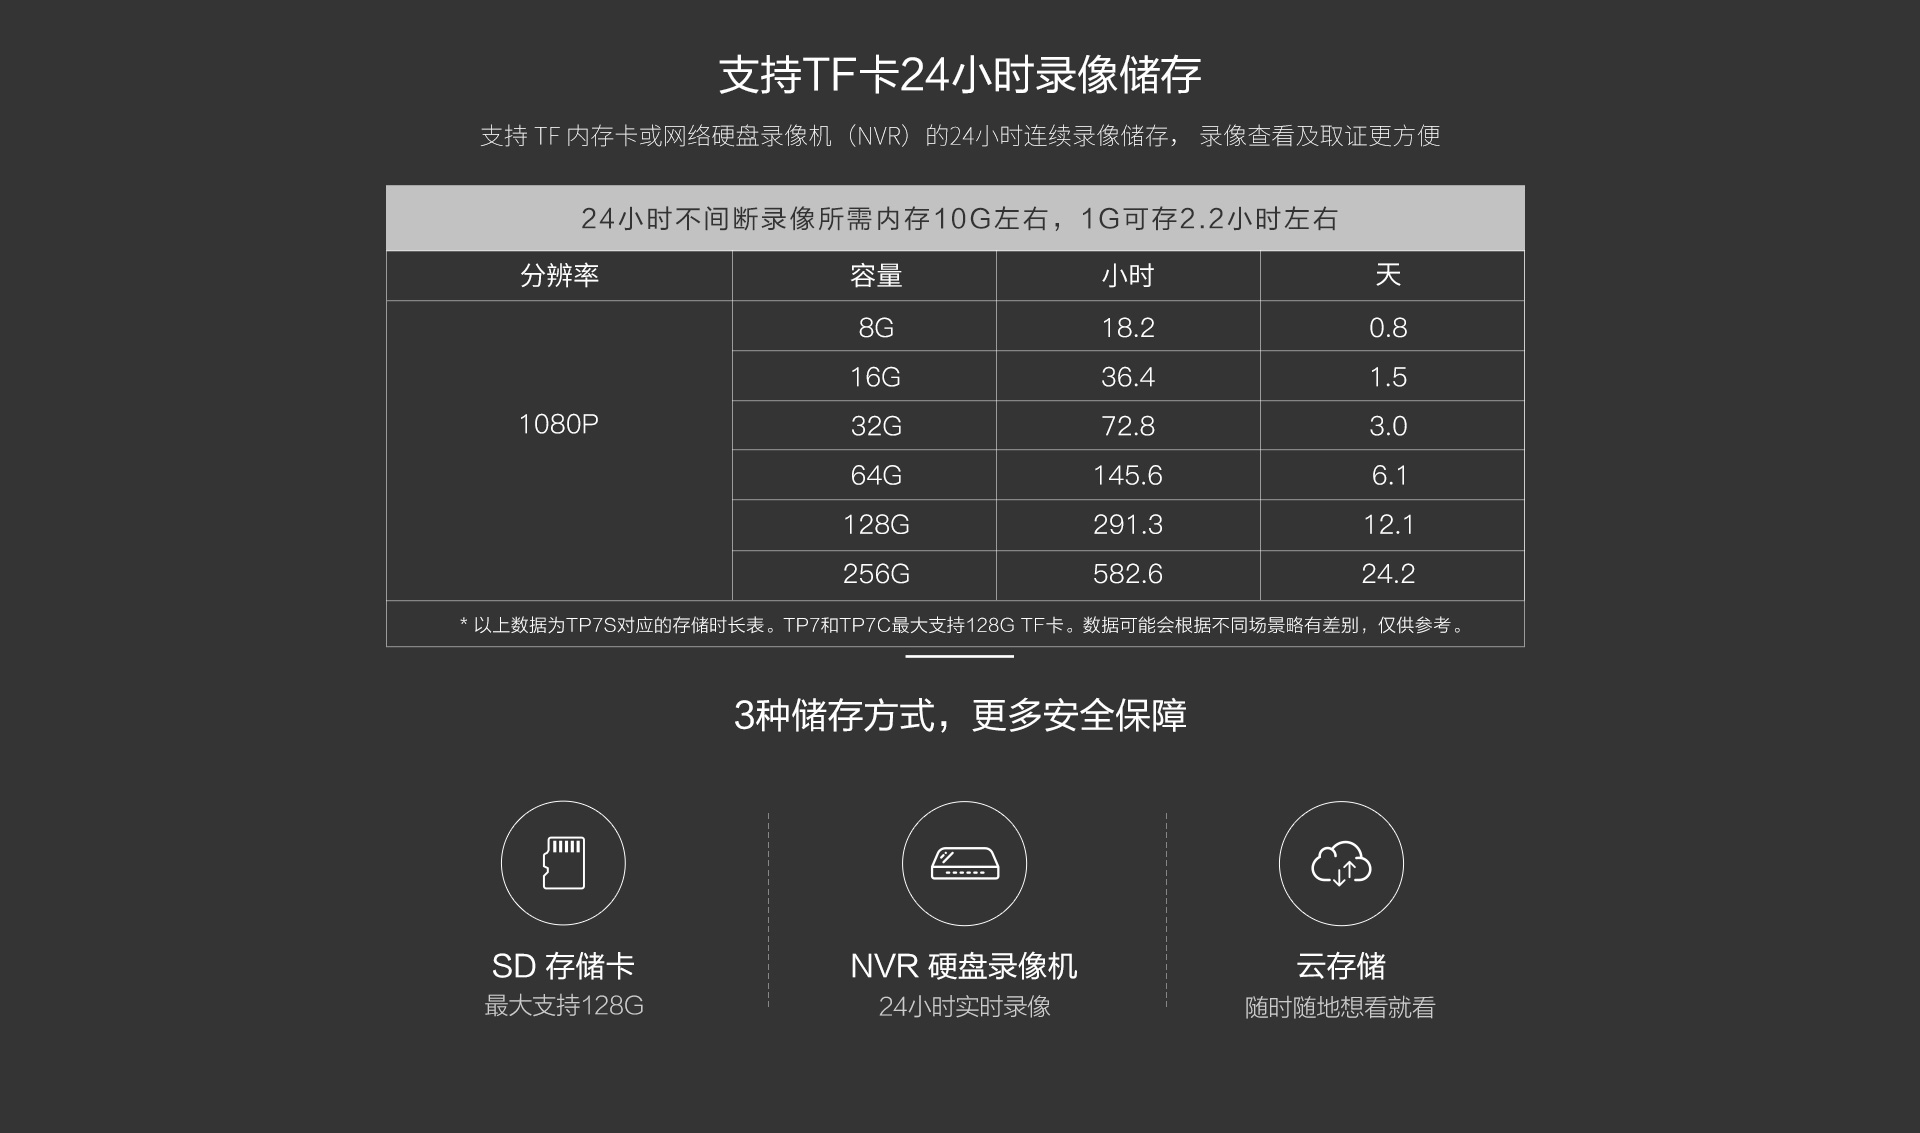 支持TF卡24小时录像储存
支持 TF 内存卡或网络硬盘录像机（NVR）的24小时连续录像储存， 录像查看及取证更方便
24小时不间断录像所需内存10G左右，1G可存2.2小时左右
分辨率 容量 小时 天
8G 18.2 0.8
16G 36.4 1.5
1080P 32G 72.8 3.0
64G 145.6 6.1
128G 291.3 12.1
256G 582.6 24.2
* 以上数据为TP7S对应的存储时长表。TP7和TP7C最大支持128G TF卡。数据可能会根据不同场景略有差别，仅供参考。
3种储存方式，更多安全保障
SD 存储卡
最大支持128G
NVR 硬盘录像机
24小时实时录像
云存储
随时随地想看就看